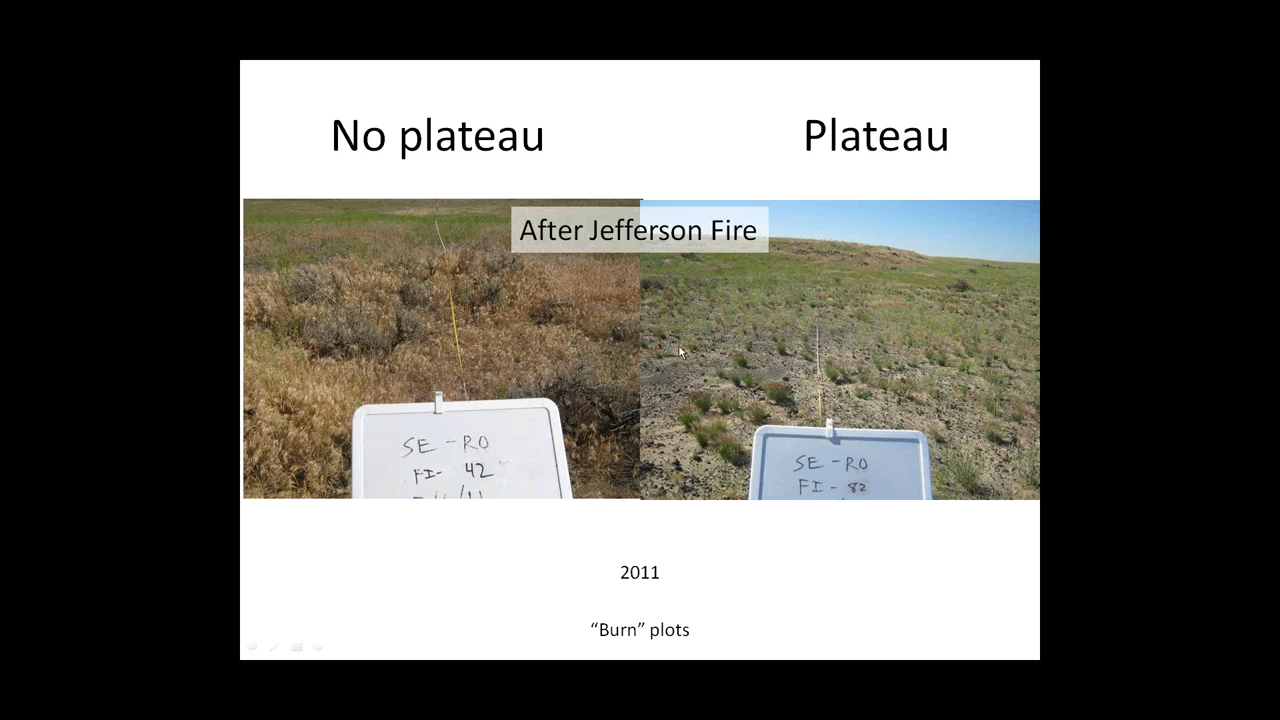 No plateau
Plateau
After Jefferson Fire
SE - RO
FI- 42
SE - RO
FI - 82
2011
“Burn” plots